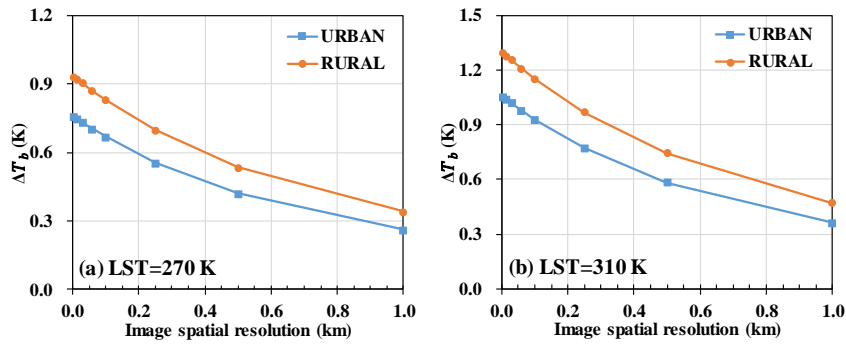 1.2
0.9
0.6
0.3
0.0
ΔT_b (K)
URBAN
RURAL
(a) LST=270 K
0.0 0.2 0.4 0.6 0.8 1.0
Image spatial resolution (km)
1.5
1.2
0.9
0.6
0.3
0.0
ΔT_b (K)
URBAN
RURAL
(b) LST=310 K
0.0 0.2 0.4 0.6 0.8 1.0
Image spatial resolution (km)